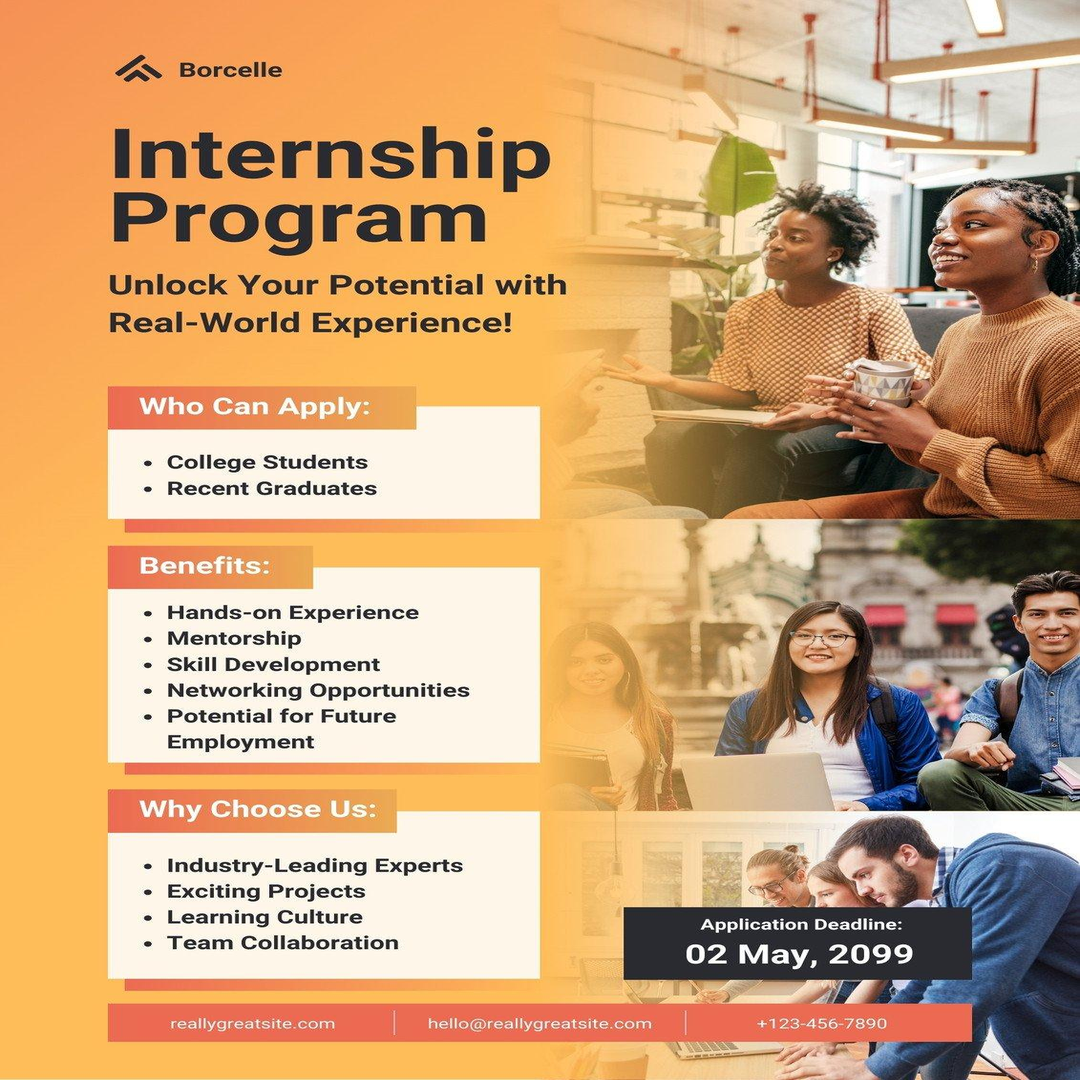 Borcelle
Internship
Program
Unlock Your Potential with
Real-World Experience!
Who Can Apply:
• College Students
• Recent Graduates
Benefits:
• Hands-on Experience
• Mentorship
• Skill Development
• Networking Opportunities
• Potential for Future
Employment
Why Choose Us:
• Industry-Leading Experts
• Exciting Projects
• Learning Culture
• Team Collaboration
Application Deadline:
02 May, 2099
reallygreatsite.com
hello@reallygreatsite.com
+123-456-7890